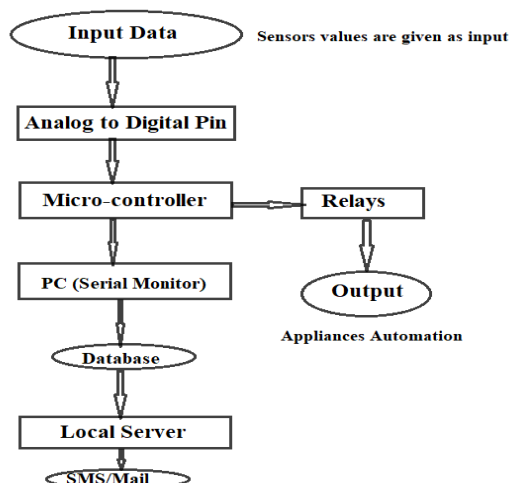 Input Data
Sensors values are given as input
Analog to Digital Pin
Micro-controller
Relays
PC (Serial Monitor)
Output
Appliances Automation
Database
Local Server
SMS/Mail